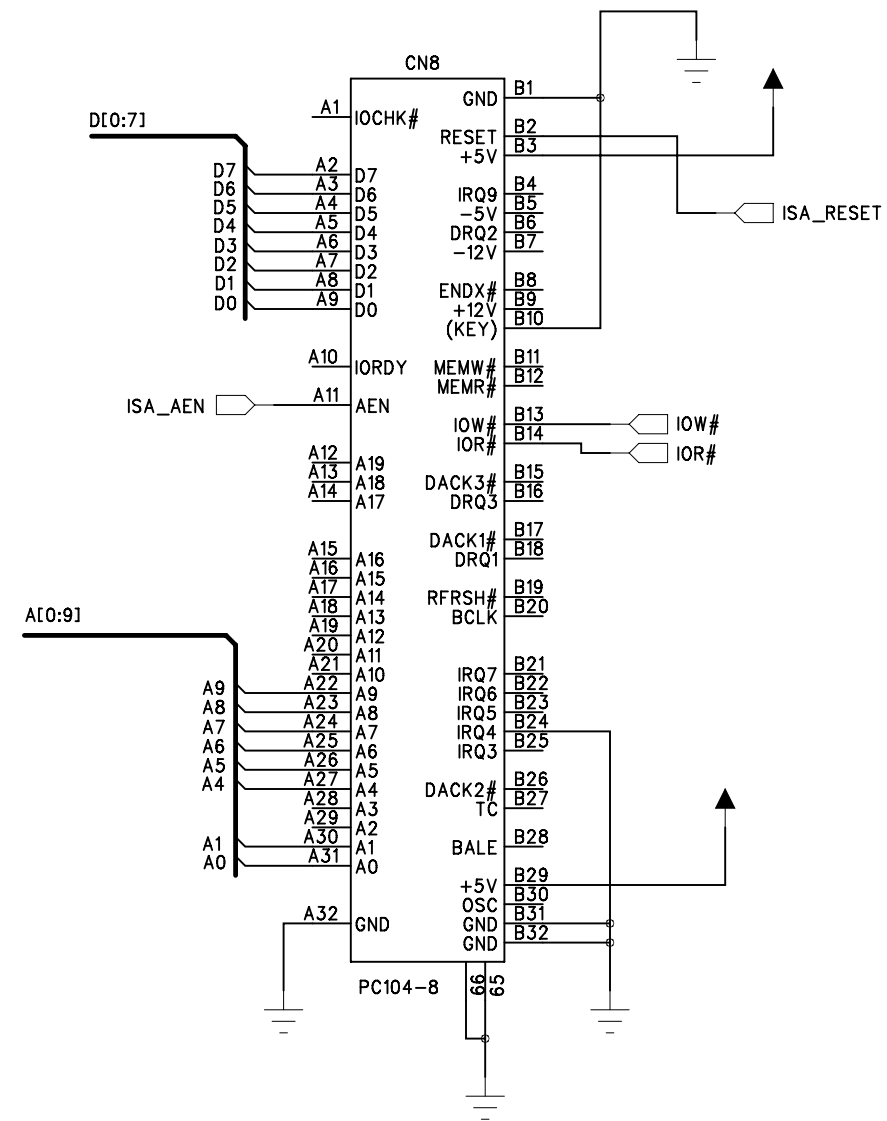 CN8
D[0:7]
D7
D6
D5
D4
D3
D2
D1
D0
ISA_AEN
A[0:9]
A9
A8
A7
A6
A5
A4
A1
A0
A1 IOCHK#
A2 D7
A3 D6
A4 D5
A5 D4
A6 D3
A7 D2
A8 D1
A9 D0
A10 IORDY
A11 AEN
A12 A19
A13 A18
A14 A17
A15 A16
A16 A15
A17 A14
A18 A13
A19 A12
A20 A11
A21 A10
A22 A9
A23 A8
A24 A7
A25 A6
A26 A5
A27 A4
A28 A3
A29 A2
A30 A1
A31 A0
A32 GND
GND B1
RESET B2
+5V B3
IRQ9 B4
-5V B5
DRQ2 B6
-12V B7
ENDX# B8
+12V B9
(KEY) B10
MEMW# B11
MEMR# B12
IOW# B13
IOR# B14
DACK3# B15
DRQ3 B16
DACK1# B17
DRQ1 B18
RFRSH# B19
BCLK B20
IRQ7 B21
IRQ6 B22
IRQ5 B23
IRQ4 B24
IRQ3 B25
DACK2# B26
TC B27
BALE B28
+5V B29
OSC B30
GND B31
GND B32
ISA_RESET
IOW#
IOR#
PC104-8
66
65